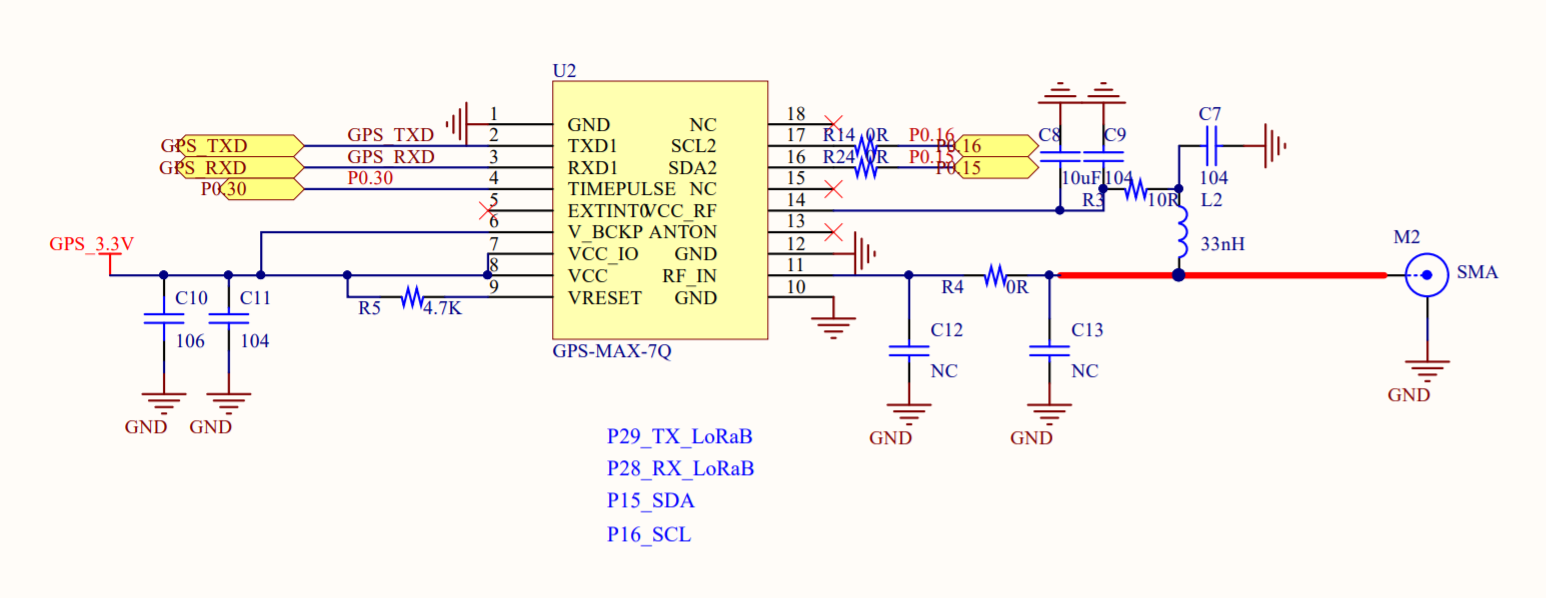 U2
1
GND
NC
18
GPS_TXD
GPS_TXD
2
TXD1
SCL2
17
R14
0R
P0.16
P0.16
GPS_RXD
GPS_RXD
3
RXD1
SDA2
16
R24
0R
P0.15
P0.15
P0.30
P0.30
4
TIMEPULSE
NC
15
5
EXTINT0
VCC_RF
14
6
V_BCKP
ANTON
13
7
VCC_IO
GND
12
8
VCC
RF_IN
11
9
VRESET
GND
10
GPS-MAX-7Q
GPS_3.3V
C10
106
GND
C11
104
GND
R5
4.7K
C8
10uF
C9
104
R3
10R
C7
104
L2
33nH
R4
0R
C12
NC
GND
C13
NC
GND
M2
SMA
GND
P29_TX_LoRaB
P28_RX_LoRaB
P15_SDA
P16_SCL